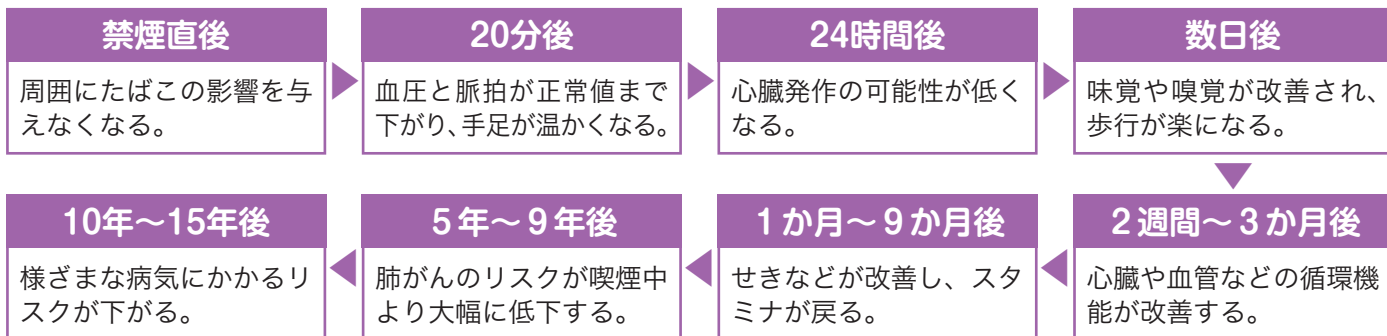 禁煙直後
周囲にたばこの影響を与
えなくなる。
20分後
血圧と脈拍が正常値まで
下がり、手足が温かくなる。
24時間後
心臓発作の可能性が低く
なる。
数日後
味覚や嗅覚が改善され、
歩行が楽になる。
2週間～3か月後
心臓や血管などの循環機
能が改善する。
1か月～9か月後
せきなどが改善し、スタ
ミナが戻る。
5年～9年後
肺がんのリスクが喫煙中
より大幅に低下する。
10年～15年後
様ざまな病気にかかるリ
スクが下がる。